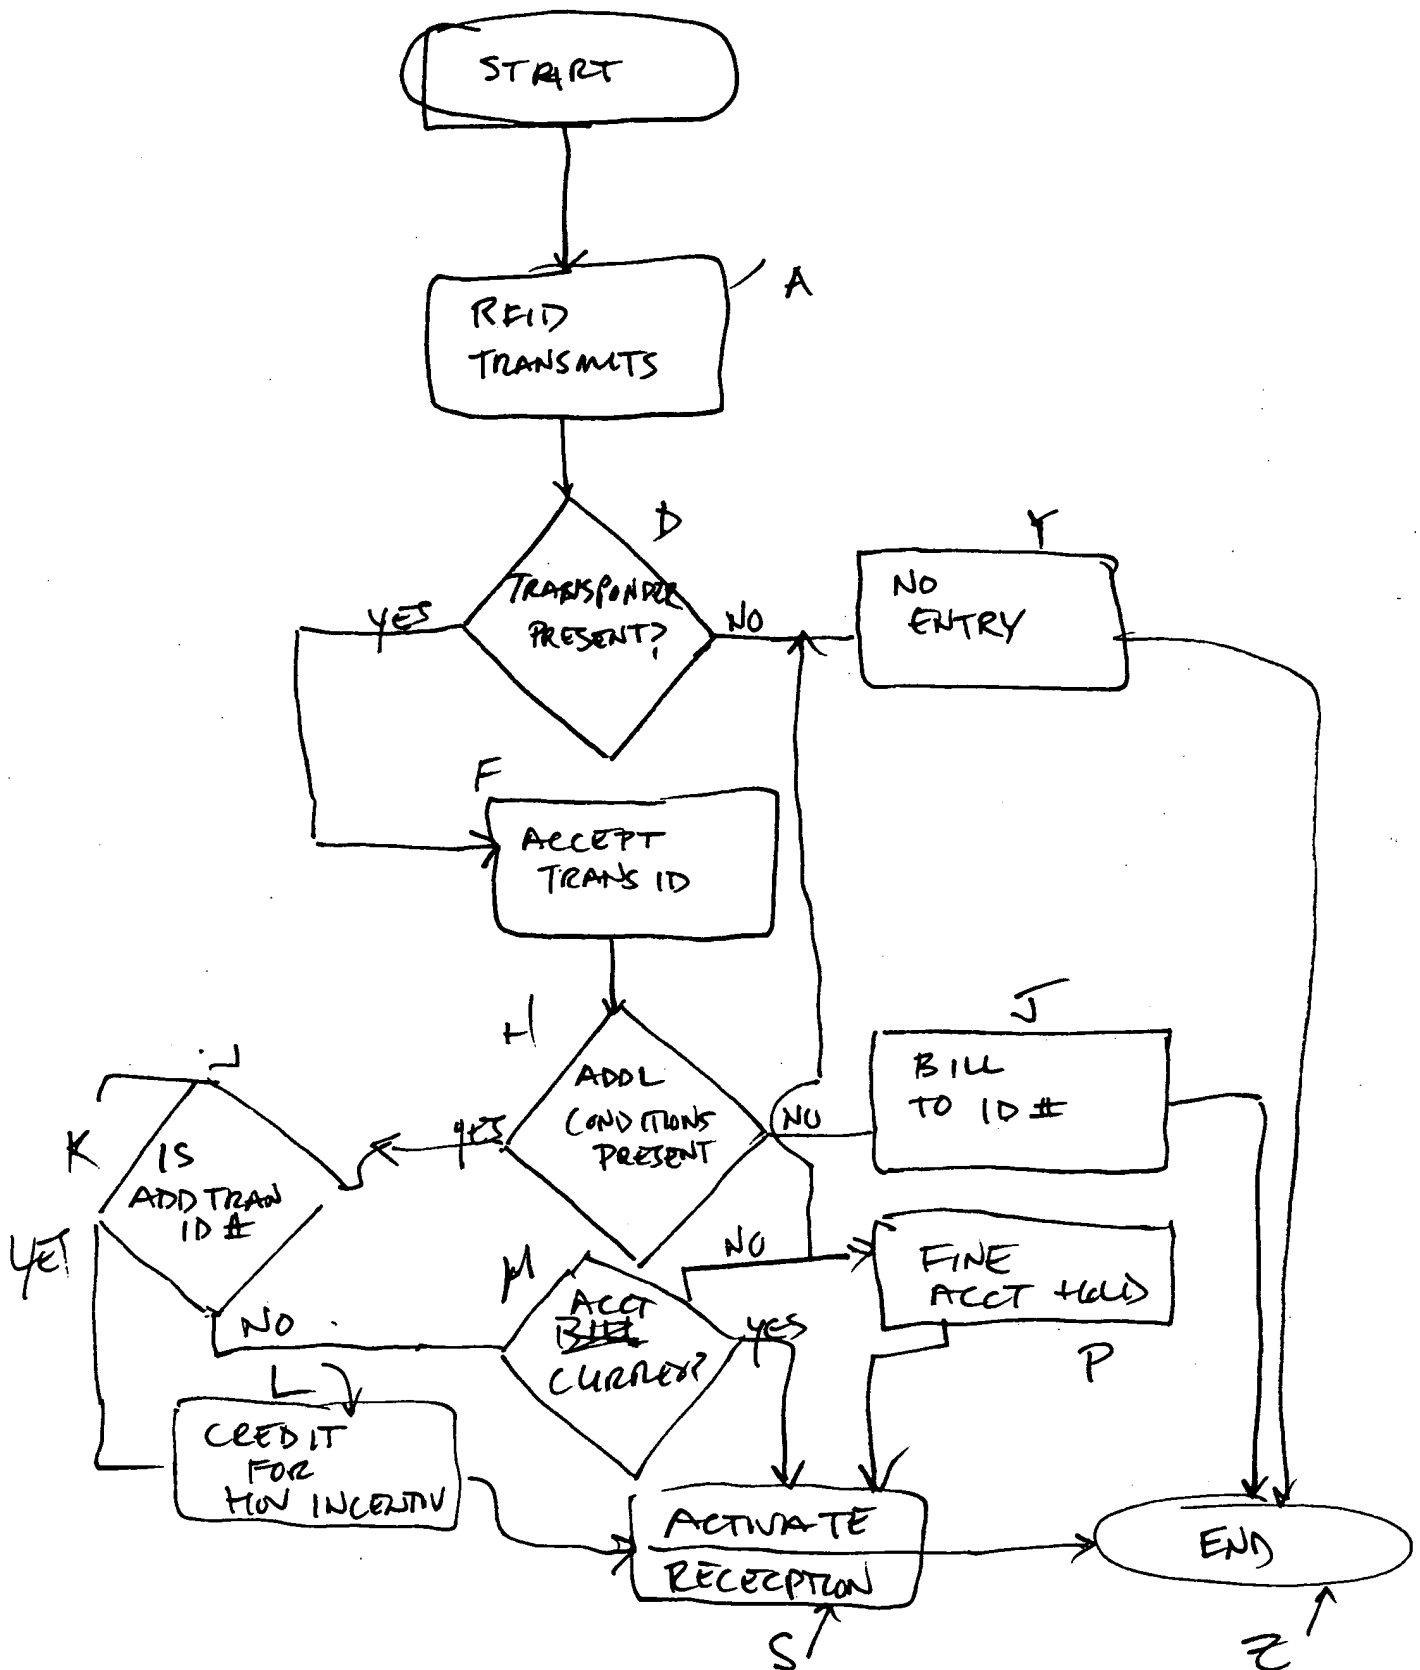 START
RFID
TRANSMITS
A
D
TRANSPONDER
PRESENT?
YES
NO
Y
NO
ENTRY
F
ACCEPT
TRANS ID
H
ADDL
CONDITIONS
PRESENT
YES
NO
J
BILL
TO ID #
K
IS
ADD TRAN
ID #
YES
NO
M
ACCT
CURRENT?
NO
YES
FINE
ACCT HOLD
P
L
CREDIT
FOR
HOV INCENTIV
ACTIVATE
RECEPTION
S
END
Z